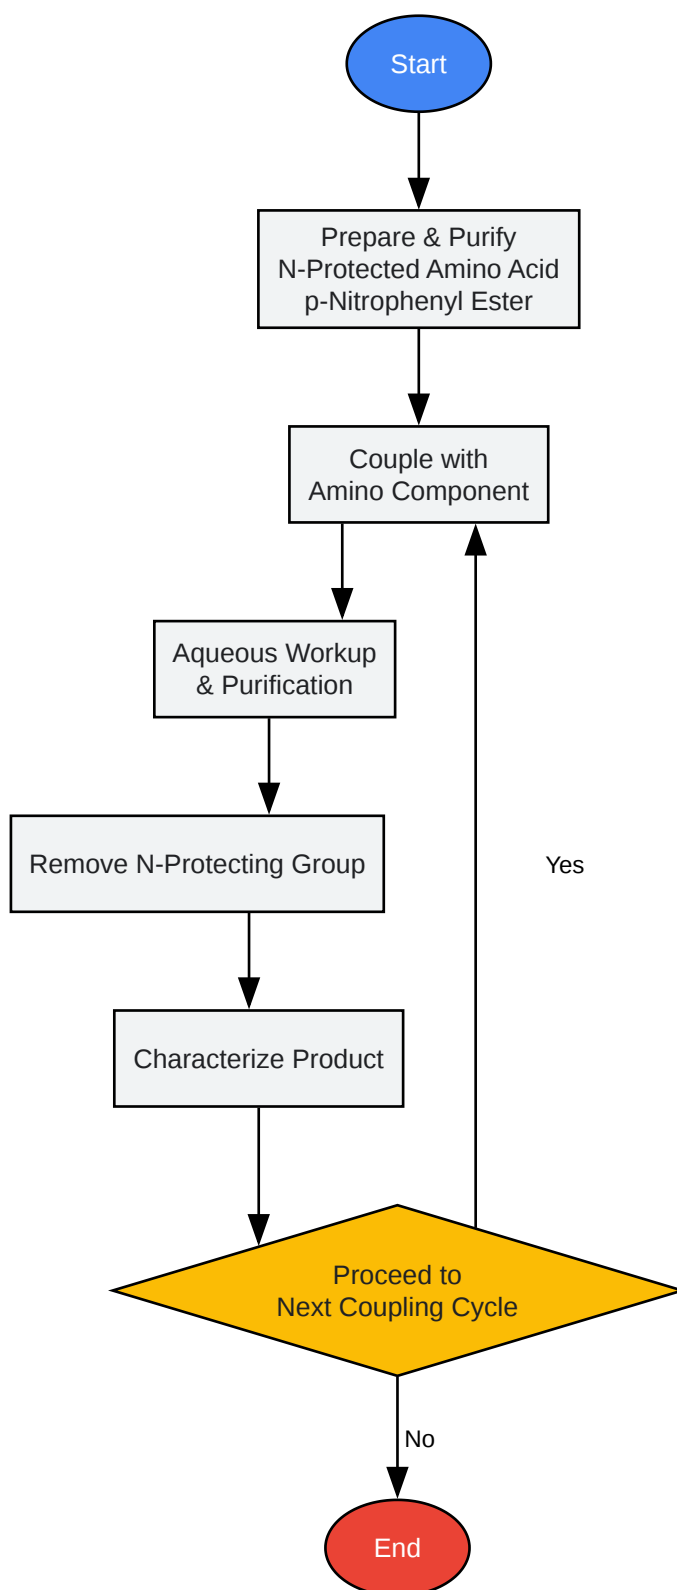 Start
Prepare & Purify
N-Protected Amino Acid
p-Nitrophenyl Ester
Couple with
Amino Component
Aqueous Workup
& Purification
Remove N-Protecting Group
Yes
Characterize Product
Proceed to
Next Coupling Cycle
No
End